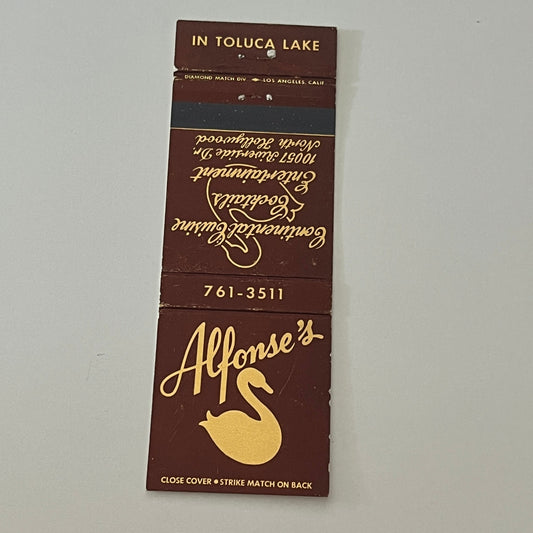 IN TOLUCA LAKE
DIAMOND MATCH DIV. LOS ANGELES, CALIF.
Continental Cuisine
Cocktails
Entertainment
10057 Riverside Dr.
North Hollywood
761-3511
Alfonse's
CLOSE COVER • STRIKE MATCH ON BACK